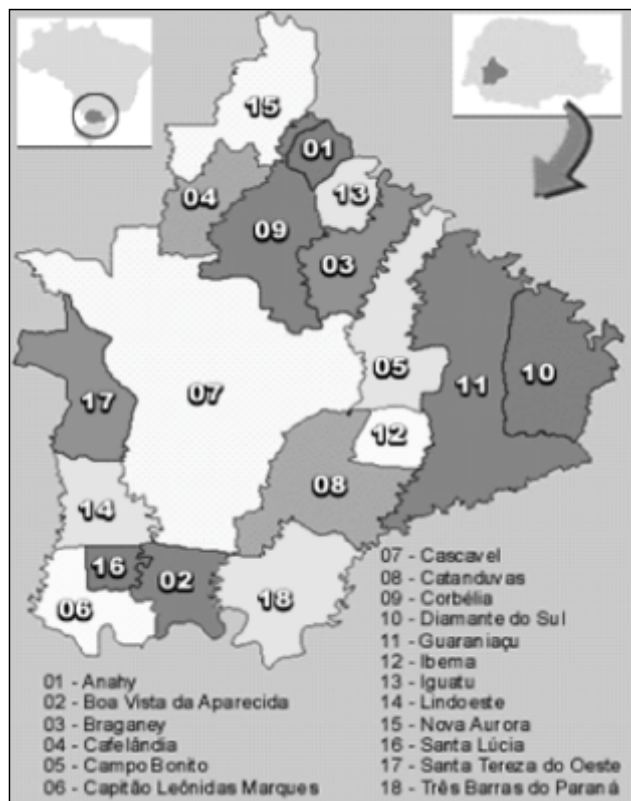 15
01
04
13
09
03
05
11
10
17
07
12
08
14
16
02
06
18
07 - Cascavel
08 - Catanduvas
09 - Corbélia
10 - Diamante do Sul
11 - Guaraniaçu
12 - Ibema
13 - Iguatu
14 - Lindoeste
15 - Nova Aurora
16 - Santa Lúcia
17 - Santa Tereza do Oeste
18 - Três Barras do Paraná
01 - Anahy
02 - Boa Vista da Aparecida
03 - Braganey
04 - Cafelândia
05 - Campo Bonito
06 - Capitão Leônidas Marques